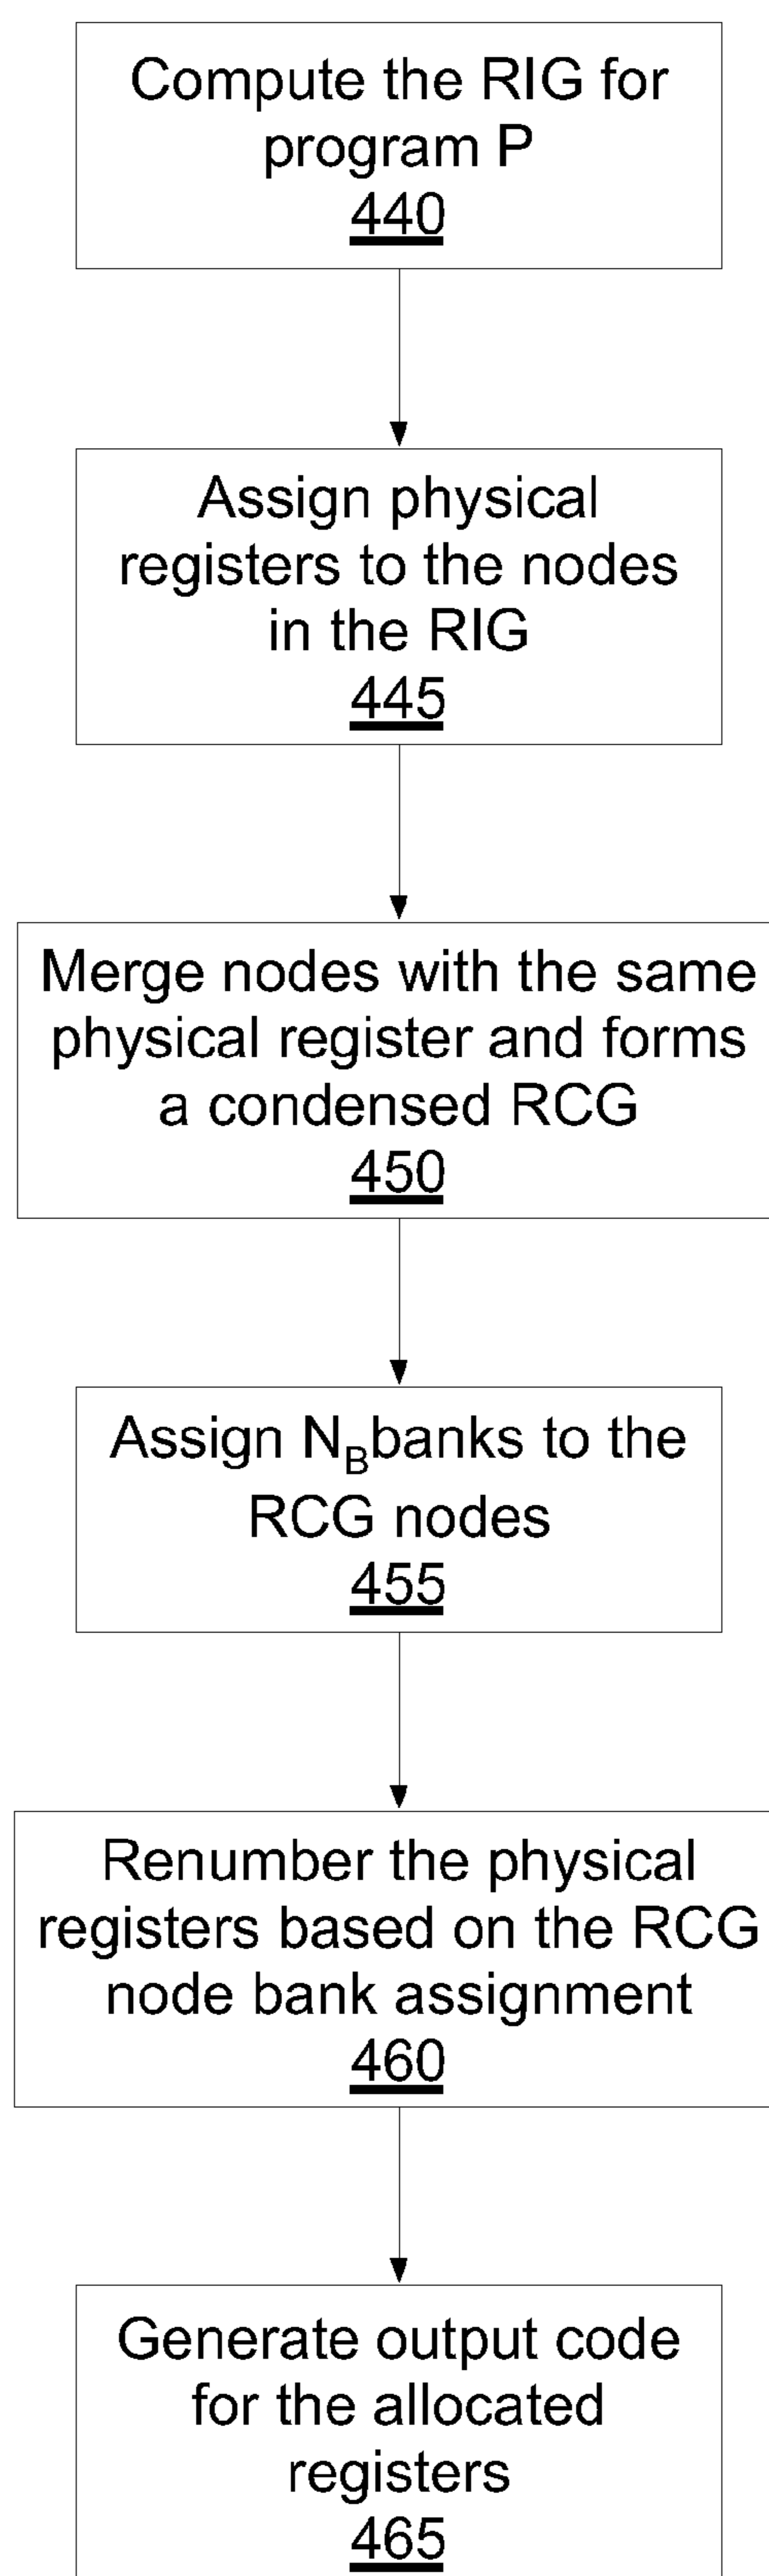 Compute the RIG for
program P
440
Assign physical
registers to the nodes
in the RIG
445
Merge nodes with the same
physical register and forms
a condensed RCG
450
Assign NBbanks to the
RCG nodes
455
Renumber the physical
registers based on the RCG
node bank assignment
460
Generate output code
for the allocated
registers
465